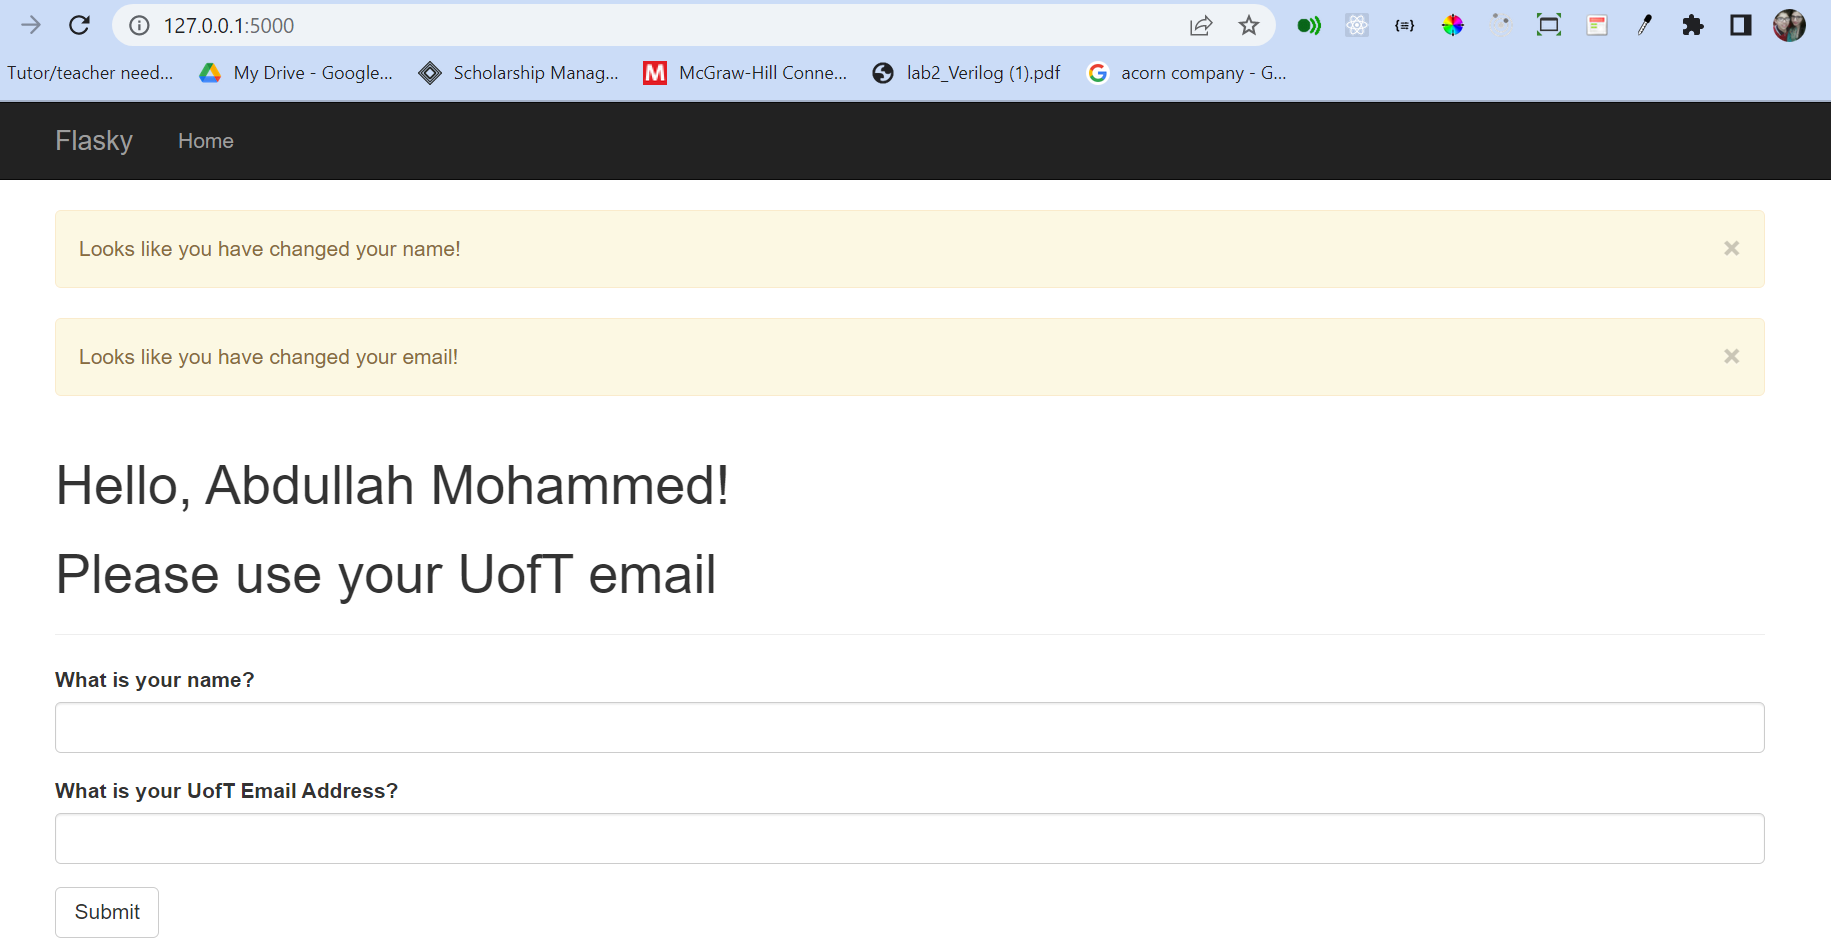 127.0.0.1:5000
Tutor/teacher need... My Drive - Google... Scholarship Manag... M McGraw-Hill Conne... lab2_Verilog (1).pdf G acorn company - G...
Flasky Home
Looks like you have changed your name! ×
Looks like you have changed your email! ×
Hello, Abdullah Mohammed!
Please use your UofT email
What is your name?
What is your UofT Email Address?
Submit